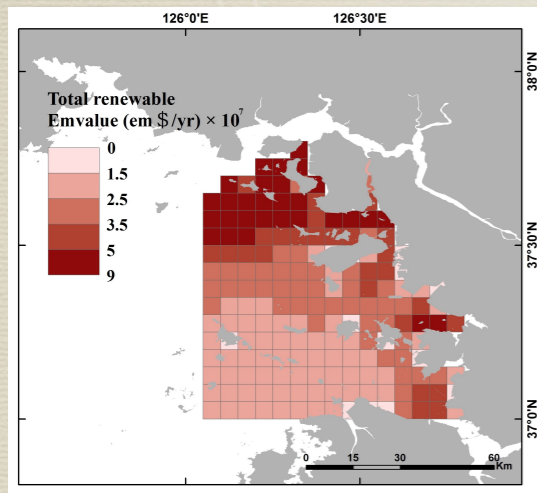 126°0'E 126°30'E
38°0'N
Total renewable
Emvalue (em $/yr) × 10⁷
0
1.5
2.5
3.5
5
9
37°30'N
37°0'N
0 15 30 60
Km